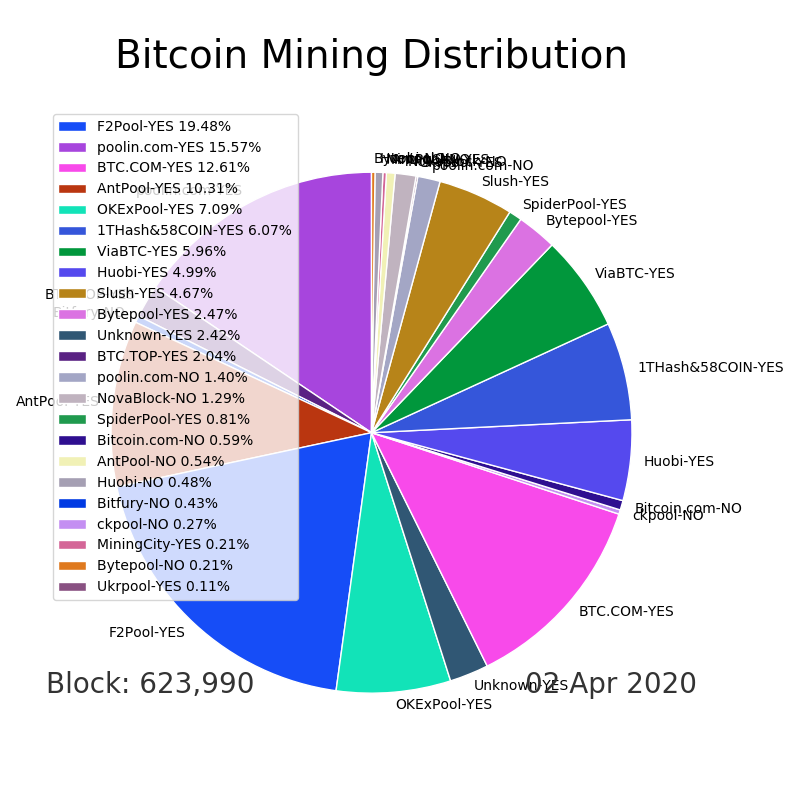 Bitcoin Mining Distribution
F2Pool-YES 19.48%
poolin.com-YES 15.57%
BTC.COM-YES 12.61%
AntPool-YES 10.31%
OKExPool-YES 7.09%
1THash&58COIN-YES 6.07%
ViaBTC-YES 5.96%
Huobi-YES 4.99%
Slush-YES 4.67%
Bytepool-YES 2.47%
Unknown-YES 2.42%
BTC.TOP-YES 2.04%
poolin.com-NO 1.40%
NovaBlock-NO 1.29%
SpiderPool-YES 0.81%
Bitcoin.com-NO 0.59%
AntPool-NO 0.54%
Huobi-NO 0.48%
Bitfury-NO 0.43%
ckpool-NO 0.27%
MiningCity-YES 0.21%
Bytepool-NO 0.21%
Ukrpool-YES 0.11%
poolin.com-NO
Slush-YES
SpiderPool-YES
Bytepool-YES
ViaBTC-YES
1THash&58COIN-YES
Huobi-YES
Bitcoin.com-NO
ckpool-NO
BTC.COM-YES
Unknown-YES
OKExPool-YES
F2Pool-YES
AntPool-YES
Block: 623,990
02 Apr 2020